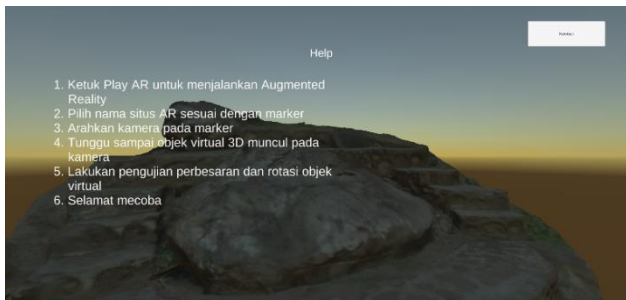 Help
1. Ketuk Play AR untuk menjalankan Augmented
Reality
2. Pilih nama situs AR sesuai dengan marker
3. Arahkan kamera pada marker
4. Tunggu sampai objek virtual 3D muncul pada
kamera
5. Lakukan pengujian perbesaran dan rotasi objek
virtual
6. Selamat mecoba